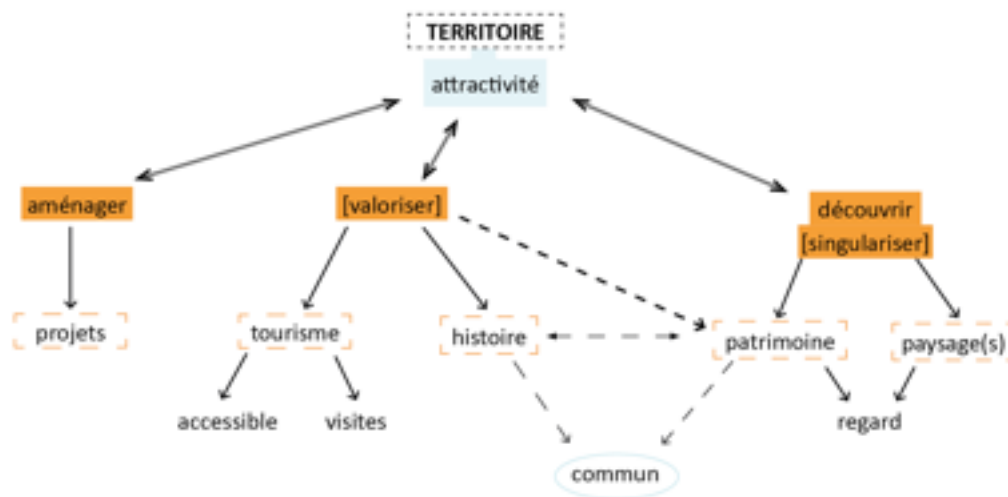 TERRITOIRE
attractivité
aménager
[valoriser]
découvrir
[singulariser]
projets
tourisme
histoire
patrimoine
paysage(s)
accessible
visites
regard
commun